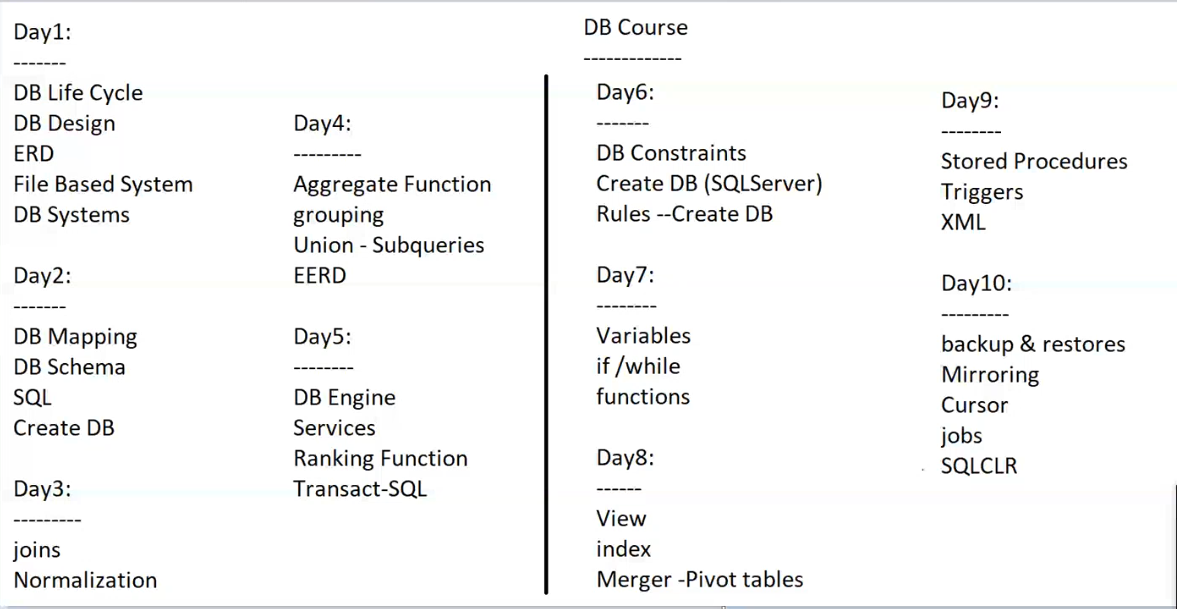 DB Course
-------------
Day1:
-------
DB Life Cycle
DB Design
ERD
File Based System
DB Systems
Day2:
-------
DB Mapping
DB Schema
SQL
Create DB
Day3:
---------
joins
Normalization
Day4:
---------
Aggregate Function
grouping
Union - Subqueries
EERD
Day5:
--------
DB Engine
Services
Ranking Function
Transact-SQL
Day6:
-------
DB Constraints
Create DB (SQLServer)
Rules --Create DB
Day7:
--------
Variables
if /while
functions
Day8:
------
View
index
Merger -Pivot tables
Day9:
--------
Stored Procedures
Triggers
XML
Day10:
---------
backup & restores
Mirroring
Cursor
jobs
SQLCLR